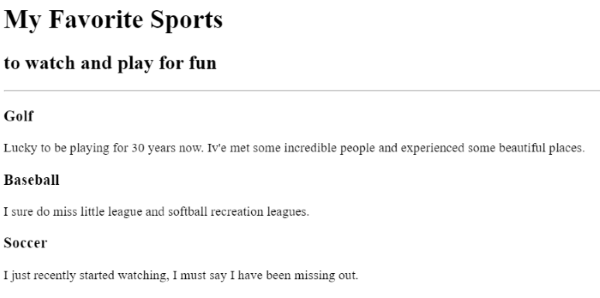 My Favorite Sports
to watch and play for fun
Golf
Lucky to be playing for 30 years now. Iv'e met some incredible people and experienced some beautiful places.
Baseball
I sure do miss little league and softball recreation leagues.
Soccer
I just recently started watching, I must say I have been missing out.